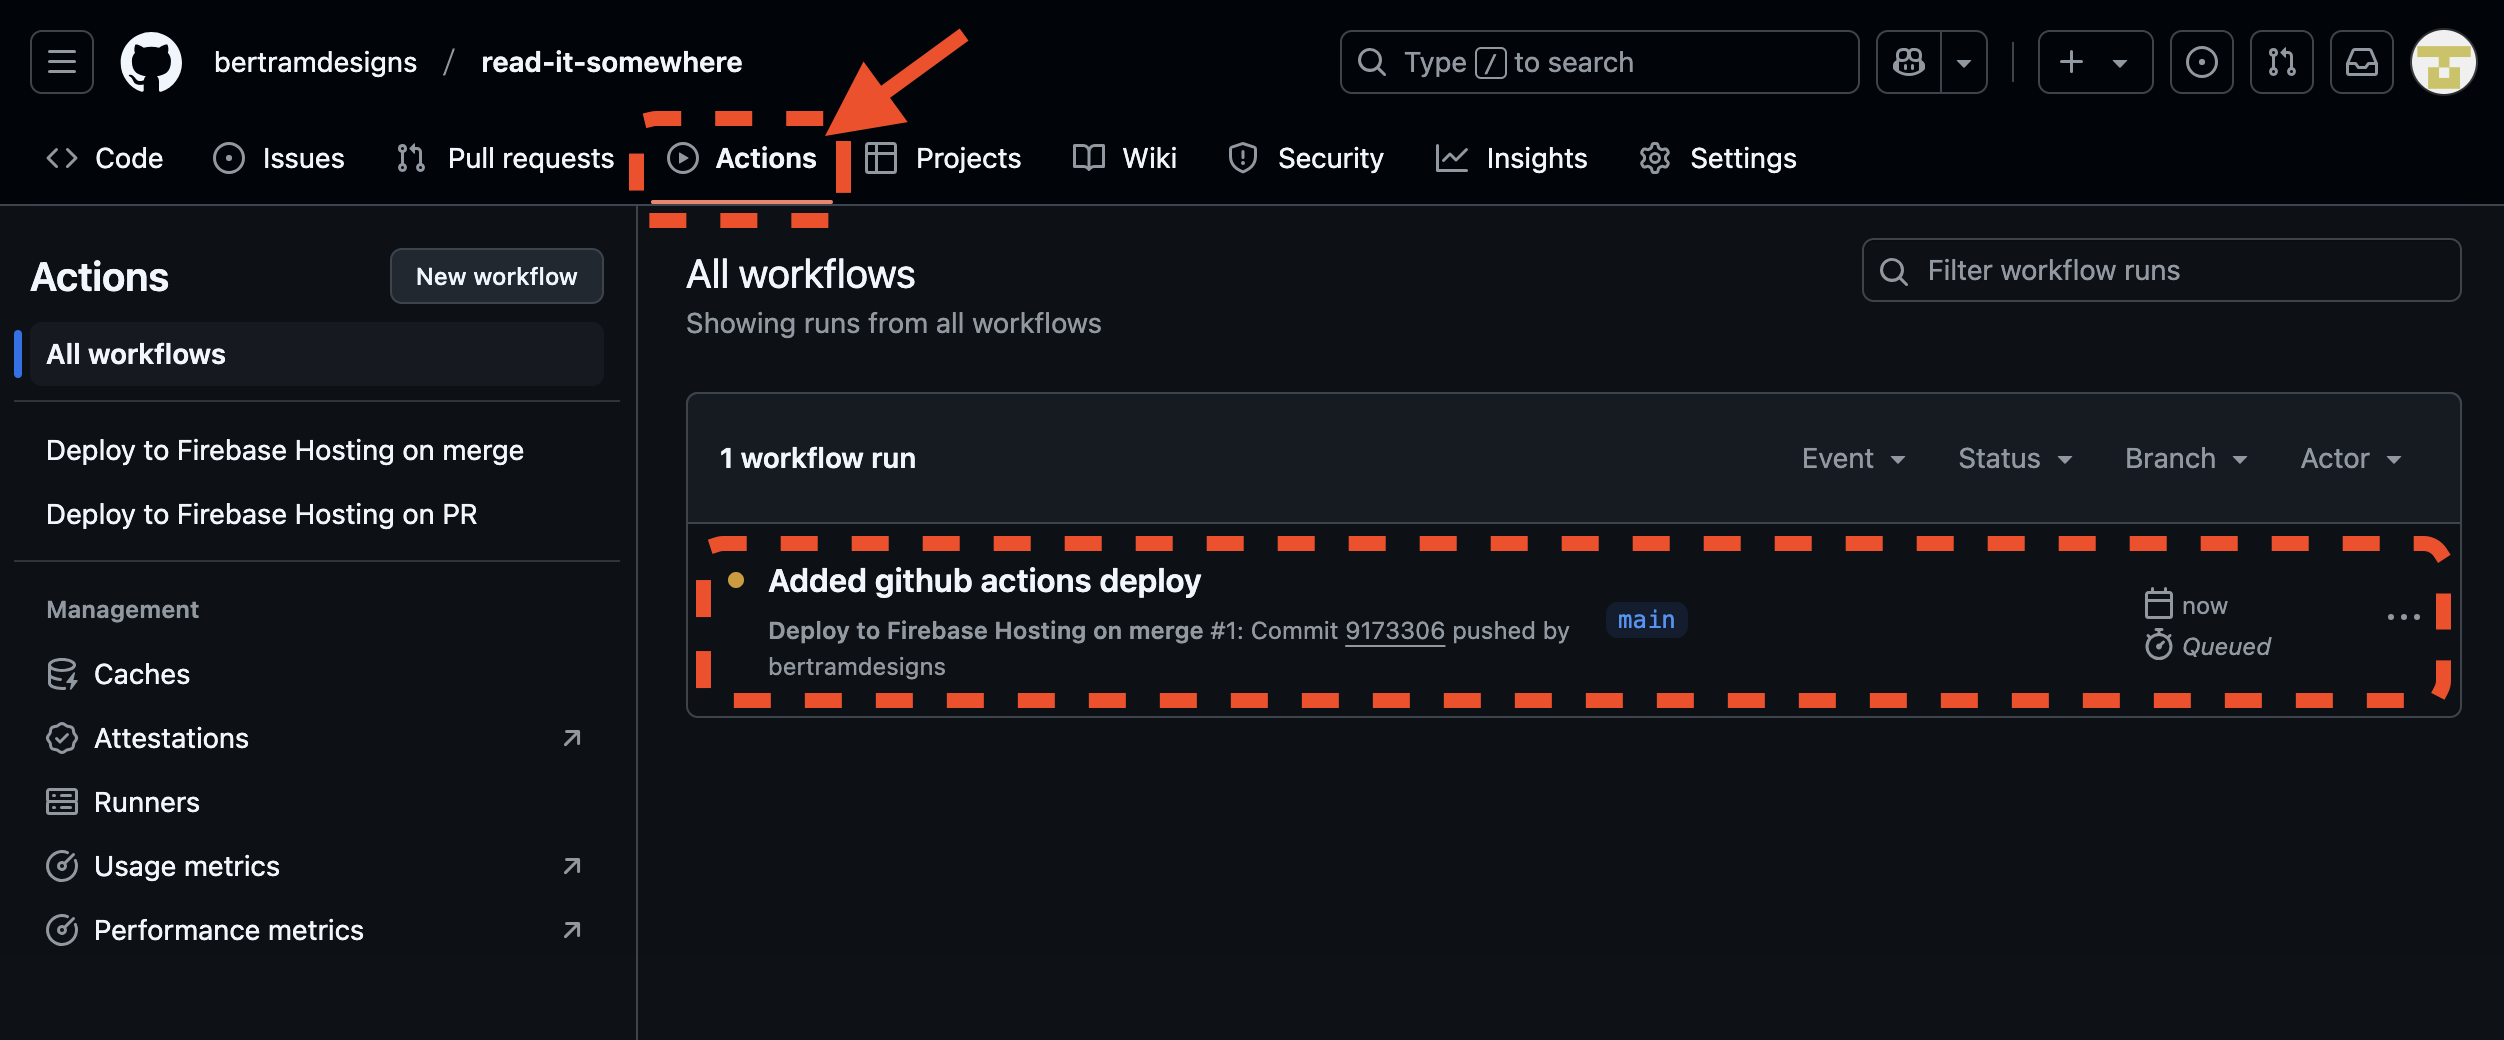 bertramdesigns / read-it-somewhere
Type / to search
Code Issues Pull requests Actions Projects Wiki Security Insights Settings
Actions
New workflow
All workflows
Deploy to Firebase Hosting on merge
Deploy to Firebase Hosting on PR
Management
Caches
Attestations
Runners
Usage metrics
Performance metrics
All workflows
Showing runs from all workflows
Filter workflow runs
1 workflow run
Event Status Branch Actor
Added github actions deploy
Deploy to Firebase Hosting on merge #1: Commit 9173306 pushed by
bertramdesigns
main
now
Queued